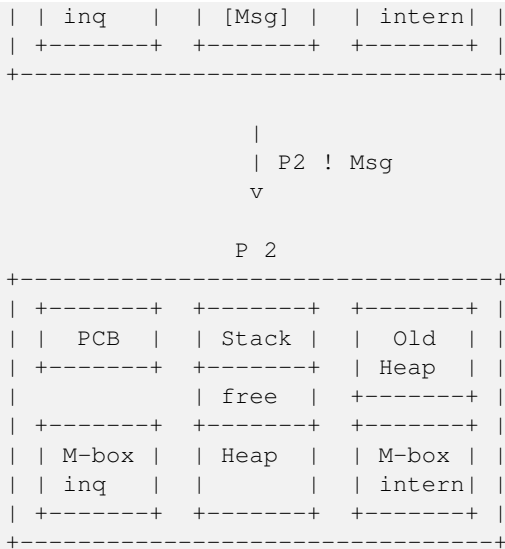 | | inq   | | [Msg] | | intern| |
| +-------+ +-------+ +-------+ |
+--------------------------------+
|
| P2 ! Msg
v
P 2
+--------------------------------+
| +-------+ +-------+ +-------+ |
| | PCB | | Stack | | Old | |
| +-------+ +-------+ | Heap | |
| | free | +-------+ |
| +-------+ +-------+ +-------+ |
| | M-box | | Heap | | M-box | |
| | inq | | | | intern| |
| +-------+ +-------+ +-------+ |
+--------------------------------+